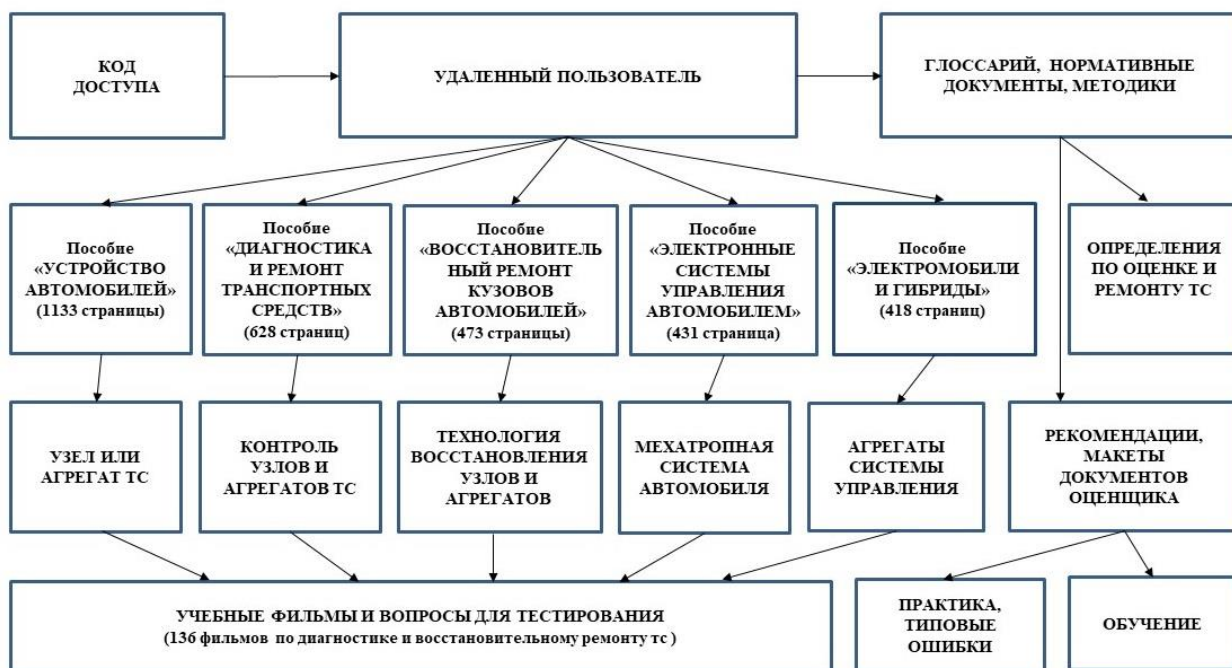 КОД
ДОСТУПА
УДАЛЕННЫЙ ПОЛЬЗОВАТЕЛЬ
ГЛОССАРИЙ, НОРМАТИВНЫЕ
ДОКУМЕНТЫ, МЕТОДИКИ
Пособие
«УСТРОЙСТВО
АВТОМОБИЛЕЙ»
(1133 страницы)
Пособие
«ДИАГНОСТИКА
И РЕМОНТ
ТРАНСПОРТНЫХ
СРЕДСТВ»
(628 страниц)
Пособие
«ВОССТАНОВИТЕЛЬ
НЫЙ РЕМОНТ
КУЗОВОВ
АВТОМОБИЛЕЙ»
(473 страницы)
Пособие
«ЭЛЕКТРОННЫЕ
СИСТЕМЫ
УПРАВЛЕНИЯ
АВТОМОБИЛЕМ»
(431 страница)
Пособие
«ЭЛЕКТРОМОБИЛИ
И ГИБРИДЫ»
(418 страниц)
ОПРЕДЕЛЕНИЯ
ПО ОЦЕНКЕ И
РЕМОНТУ ТС
УЗЕЛ ИЛИ
АГРЕГАТ ТС
КОНТРОЛЬ
УЗЛОВ И
АГРЕГАТОВ ТС
ТЕХНОЛОГИЯ
ВОССТАНОВЛЕНИЯ
УЗЛОВ И
АГРЕГАТОВ
МЕХАТРОПНАЯ
СИСТЕМА
АВТОМОБИЛЯ
АГРЕГАТЫ
СИСТЕМЫ
УПРАВЛЕНИЯ
РЕКОМЕНДАЦИИ,
МАКЕТЫ
ДОКУМЕНТОВ
ОЦЕНЩИКА
УЧЕБНЫЕ ФИЛЬМЫ И ВОПРОСЫ ДЛЯ ТЕСТИРОВАНИЯ
(136 фильмов по диагностике и восстановительному ремонту тс )
ПРАКТИКА,
ТИПОВЫЕ
ОШИБКИ
ОБУЧЕНИЕ